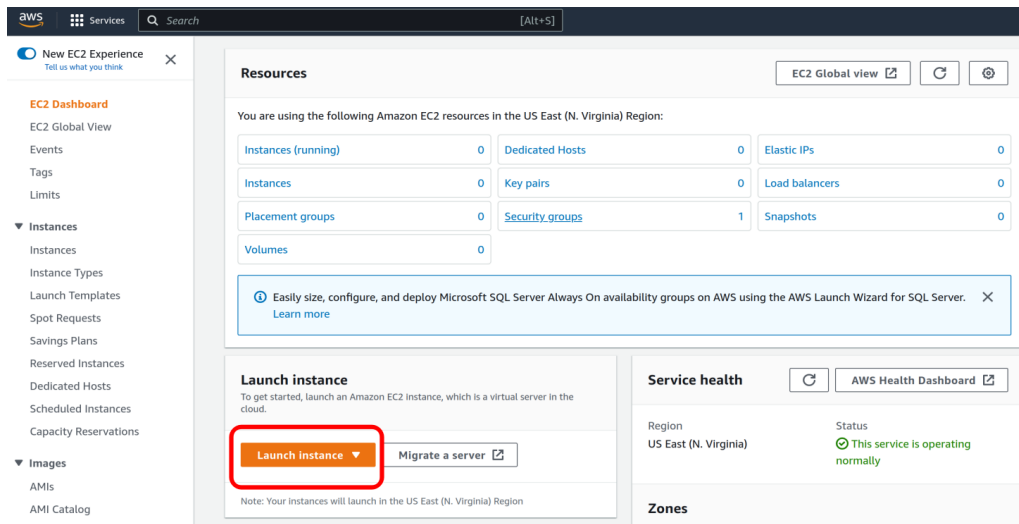 aws
Services
Search
[Alt+S]
New EC2 Experience
Tell us what you think
EC2 Dashboard
EC2 Global View
Events
Tags
Limits
Instances
Instances
Instance Types
Launch Templates
Spot Requests
Savings Plans
Reserved Instances
Dedicated Hosts
Scheduled Instances
Capacity Reservations
Images
AMIs
AMI Catalog
Resources
EC2 Global view
You are using the following Amazon EC2 resources in the US East (N. Virginia) Region:
Instances (running) 0
Dedicated Hosts 0
Elastic IPs 0
Instances 0
Key pairs 0
Load balancers 0
Placement groups 0
Security groups 1
Snapshots 0
Volumes 0
Easily size, configure, and deploy Microsoft SQL Server Always On availability groups on AWS using the AWS Launch Wizard for SQL Server.
Learn more
Launch instance
To get started, launch an Amazon EC2 instance, which is a virtual server in the
cloud.
Launch instance
Migrate a server
Note: Your instances will launch in the US East (N. Virginia) Region
Service health
AWS Health Dashboard
Region
US East (N. Virginia)
Status
This service is operating
normally
Zones